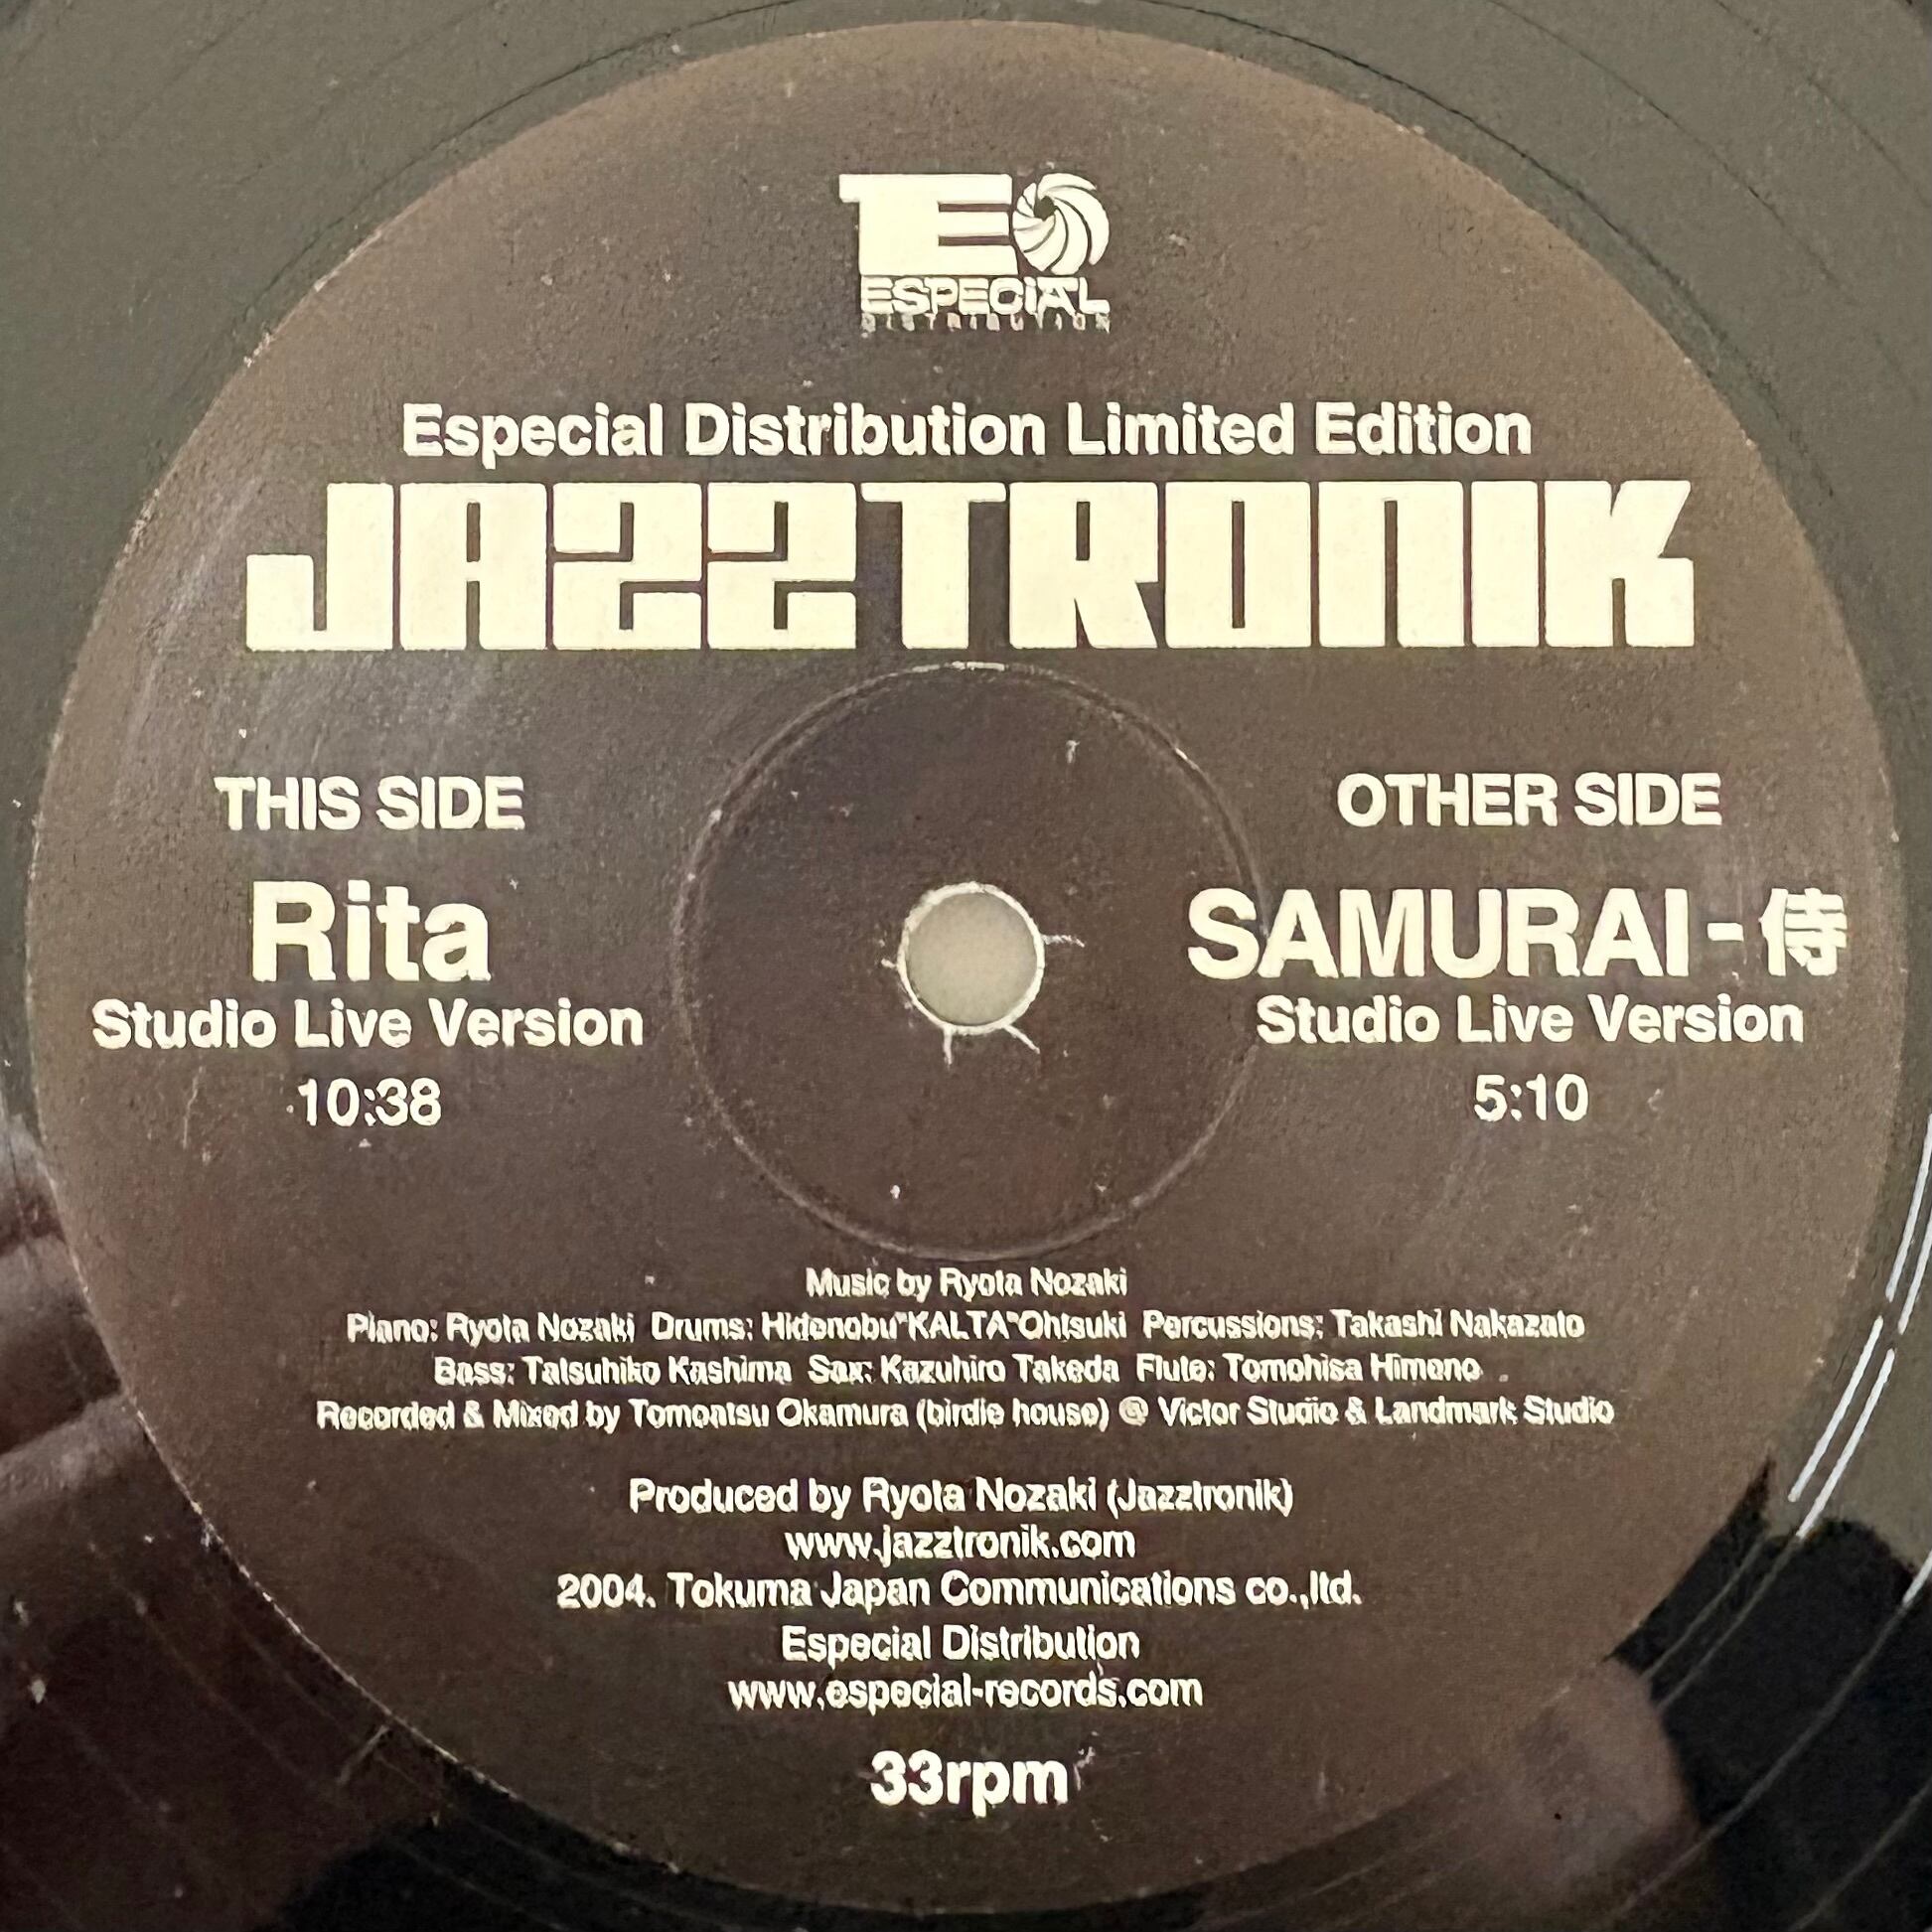 ESPECIAL
DISTRIBUTION
Especial Distribution Limited Edition
JAZZTRONIK
THIS SIDE
Rita
Studio Live Version
10:38
OTHER SIDE
SAMURAI - 侍
Studio Live Version
5:10
Music by Ryota Nozaki
Piano: Ryota Nozaki Drums: Hidenobu"KALTA"Ohtsuki Percussions: Takashi Nakazato
Bass: Tatsuhiko Kashima Sax: Kazuhiro Takeda Flute: Tomohisa Himeno
Recorded & Mixed by Tomoatsu Okamura (birdie house) @ Victor Studio & Landmark Studio
Produced by Ryota Nozaki (Jazztronik)
www.jazztronik.com
2004. Tokuma Japan Communications co.,ltd.
Especial Distribution
www.especial-records.com
33rpm